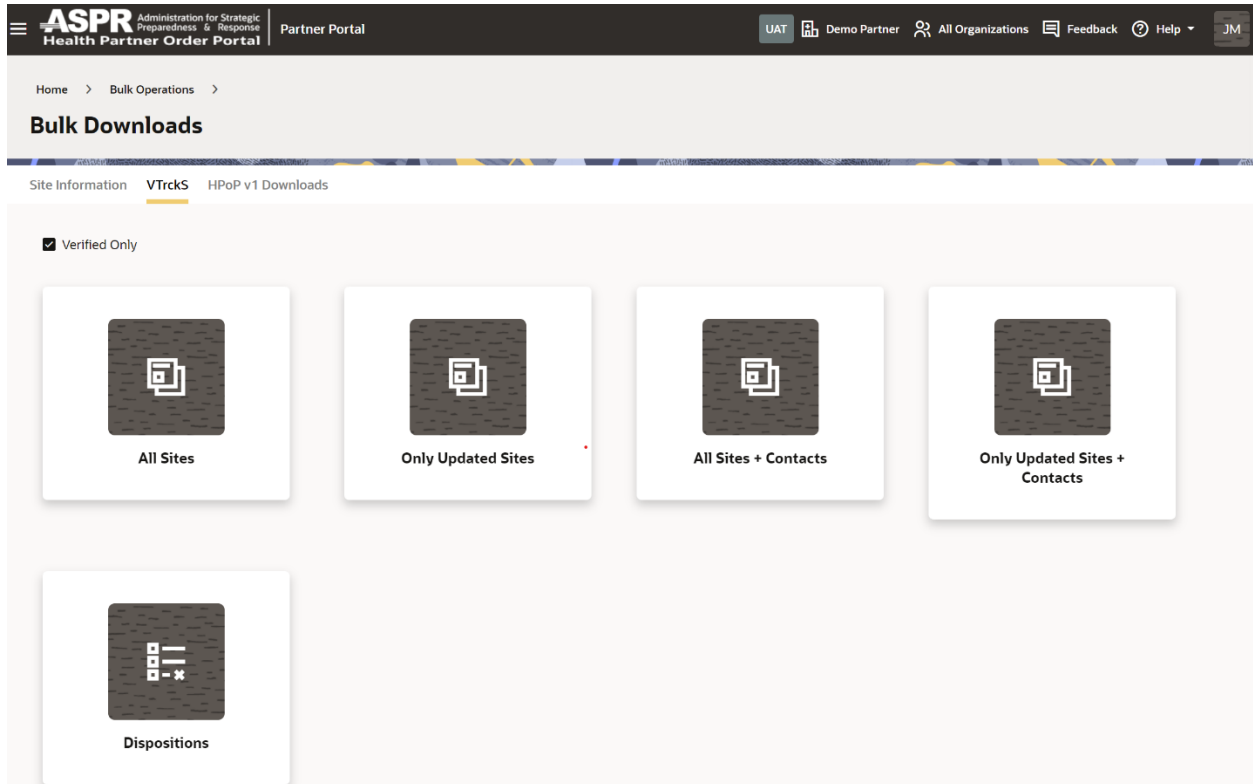 ASPR Administration for Strategic
Preparedness & Response
Health Partner Order Portal
Partner Portal
UAT
Demo Partner
All Organizations
Feedback
Help
JM
Home > Bulk Operations >
Bulk Downloads
Site Information VTrckS HPoP v1 Downloads
Verified Only
All Sites
Only Updated Sites
All Sites + Contacts
Only Updated Sites +
Contacts
Dispositions